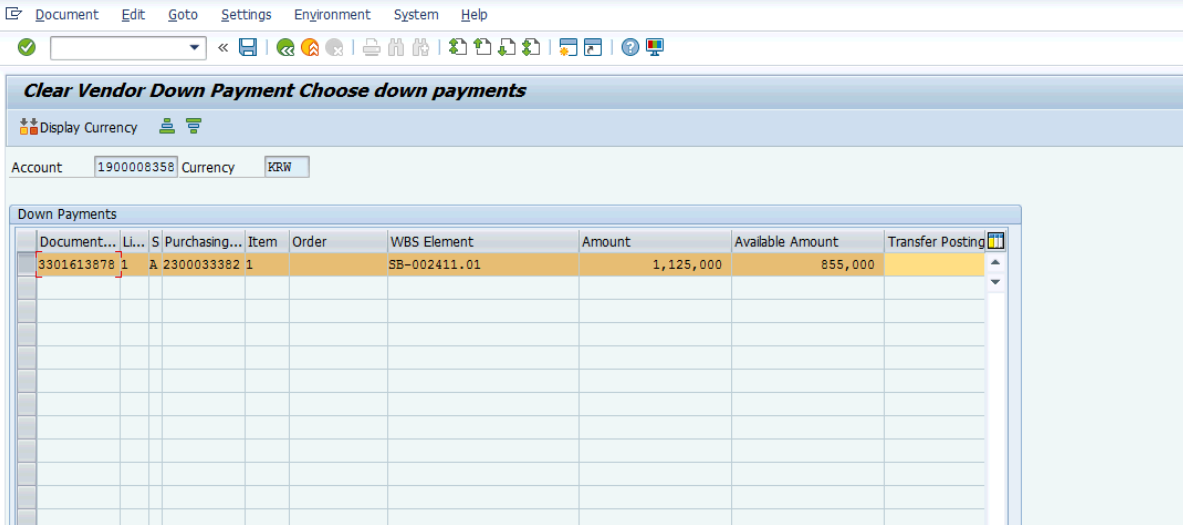 Document Edit Goto Settings Environment System Help
Clear Vendor Down Payment Choose down payments
Display Currency
Account 1900008358 Currency KRW
Down Payments
Document... Li... S Purchasing... Item Order WBS Element Amount Available Amount Transfer Posting
3301613878 1 A 2300033382 1 SB-002411.01 1,125,000 855,000